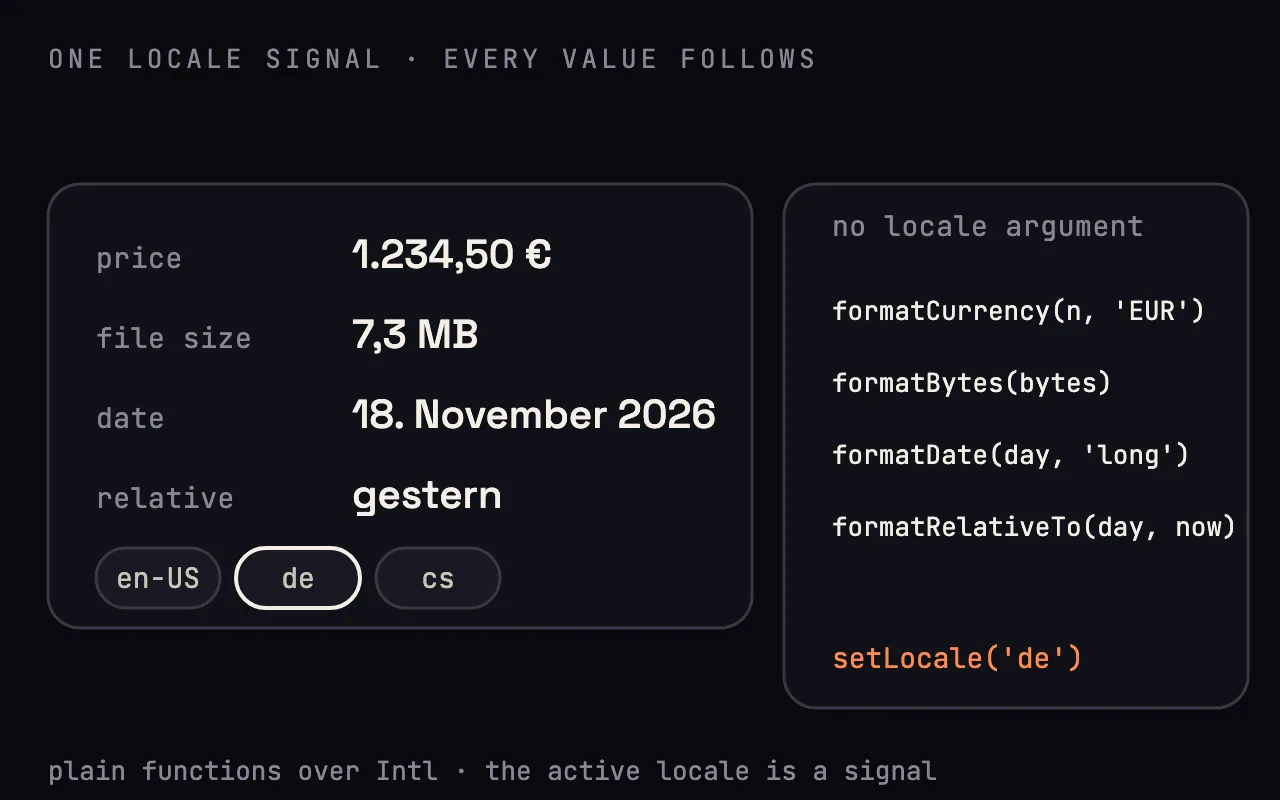 ONE LOCALE SIGNAL · EVERY VALUE FOLLOWS
price 1.234,50 €
file size 7,3 MB
date 18. November 2026
relative gestern
en-US de cs
no locale argument
formatCurrency(n, 'EUR')
formatBytes(bytes)
formatDate(day, 'long')
formatRelativeTo(day, now)
setLocale('de')
plain functions over Intl · the active locale is a signal